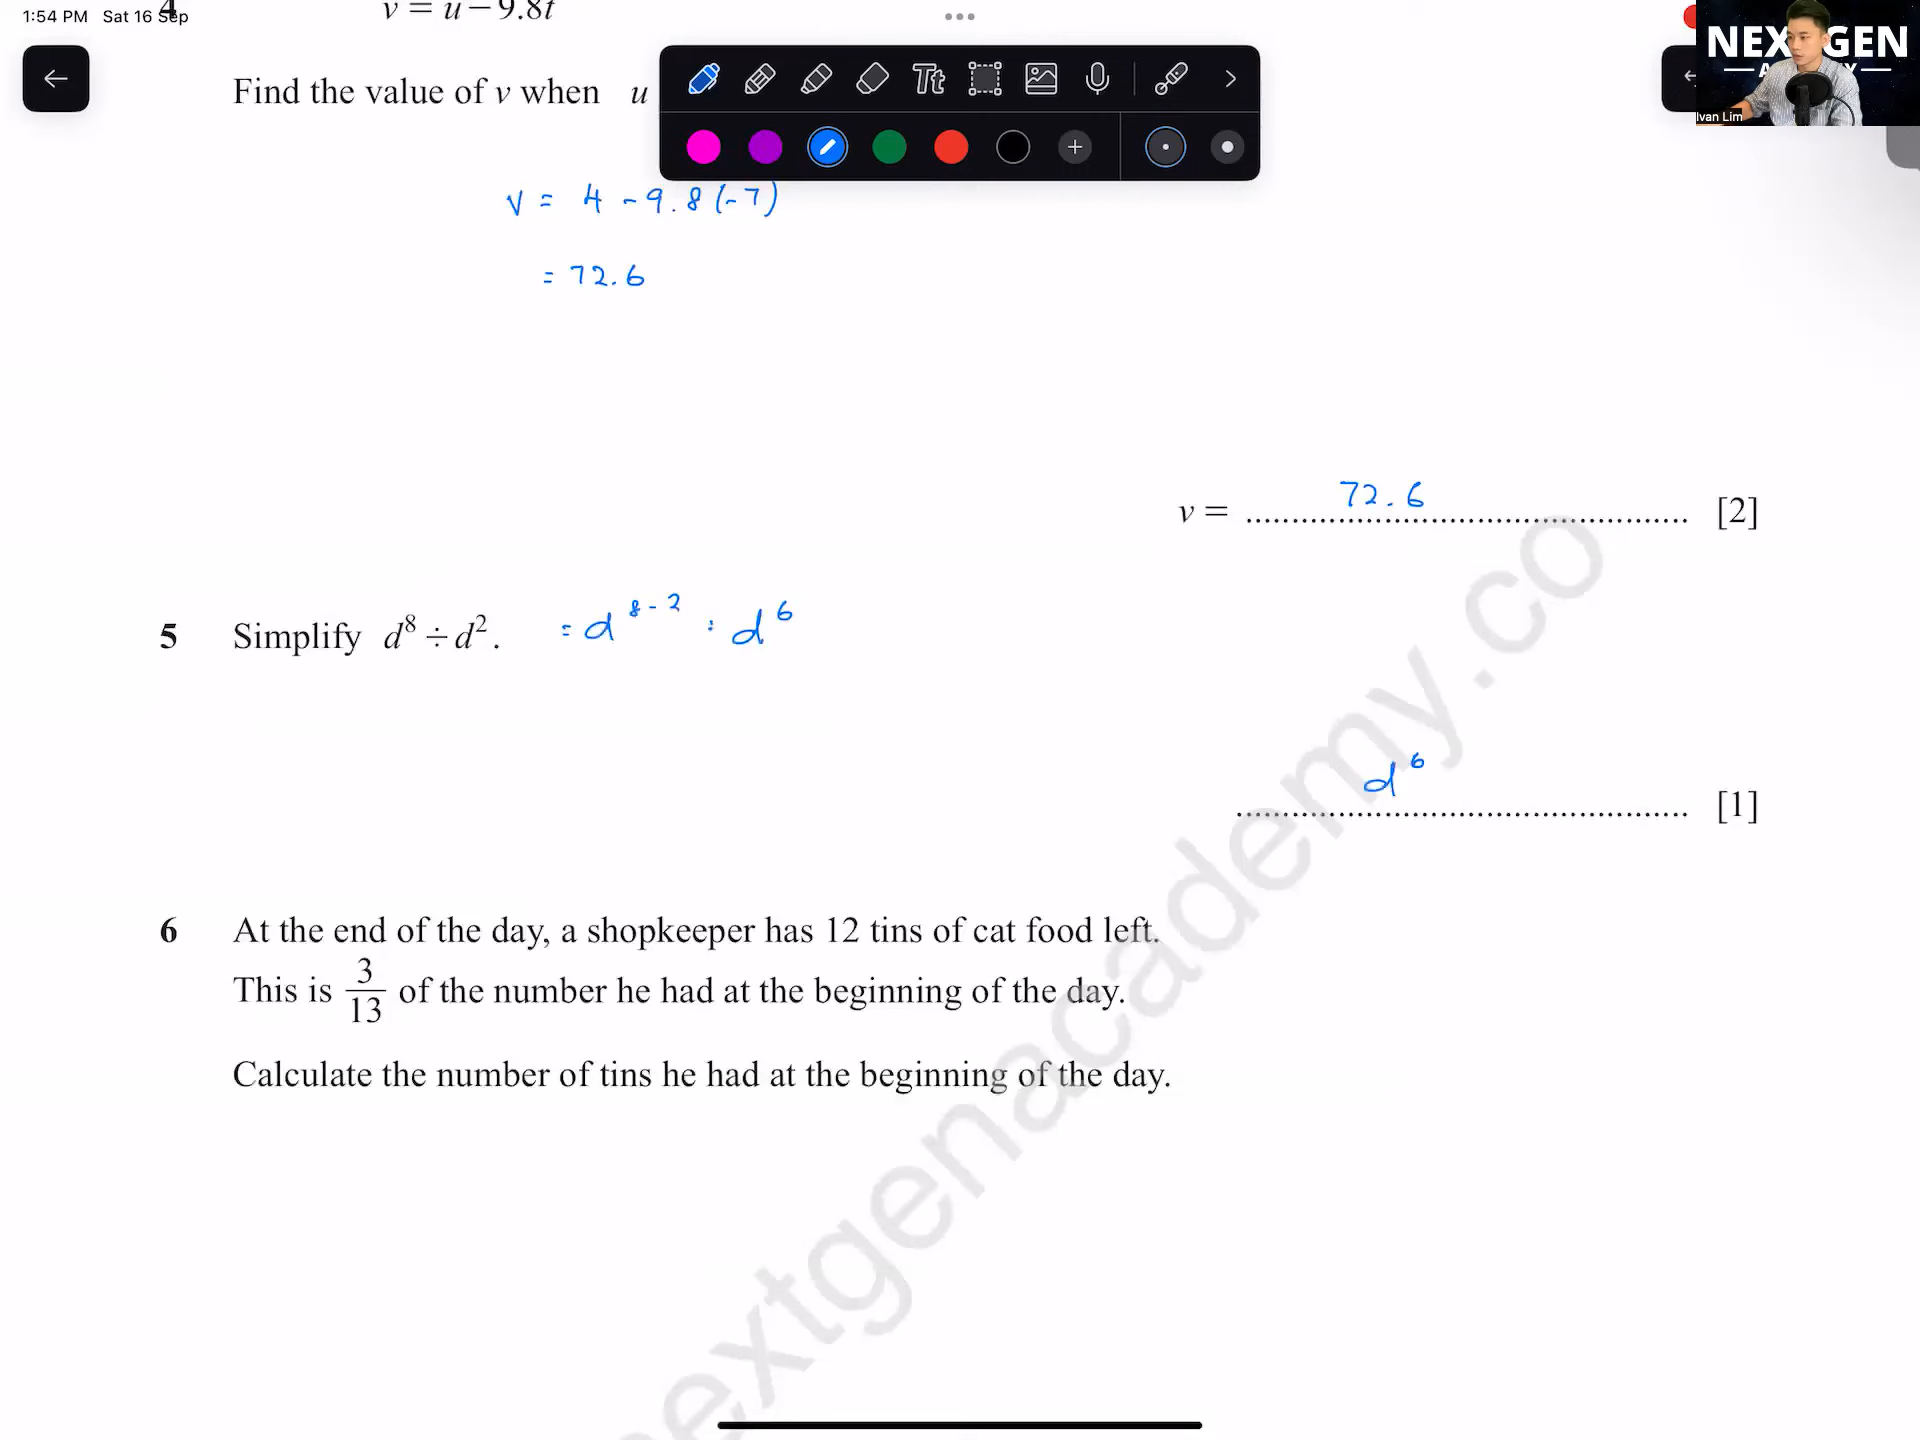 1:54 PM Sat 16 Sep
4 v = u − 9.8t
NEXTGEN
Find the value of v when u
Tt
Ivan Lim
v = 4 - 9.8(-7)
= 72.6
v = 72.6 [2]
5 Simplify d⁸ ÷ d². = d⁸⁻² = d⁶
d⁶ [1]
6 At the end of the day, a shopkeeper has 12 tins of cat food left.
This is 3/13 of the number he had at the beginning of the day.
Calculate the number of tins he had at the beginning of the day.
extgenacademy.co